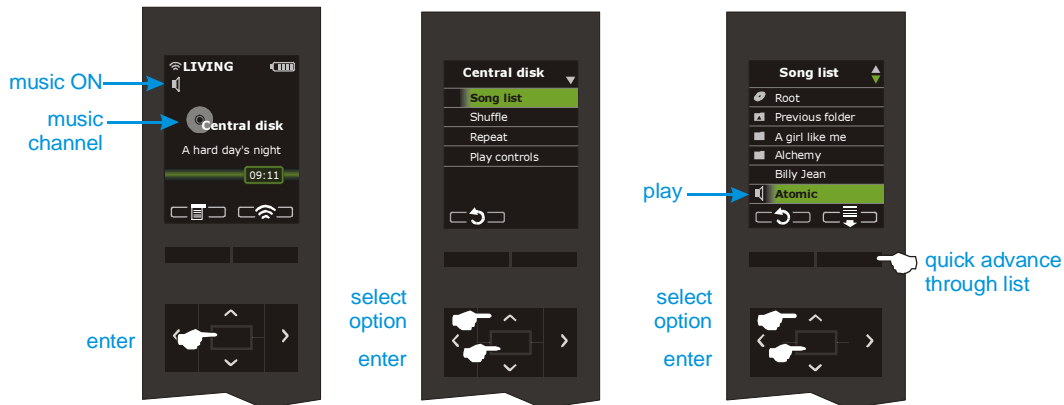 LIVING
music ON
music
channel
Central disk
A hard day's night
09:11
enter
Central disk
Song list
Shuffle
Repeat
Play controls
select
option
enter
Song list
Root
Previous folder
A girl like me
Alchemy
Billy Jean
play
Atomic
quick advance
through list
select
option
enter